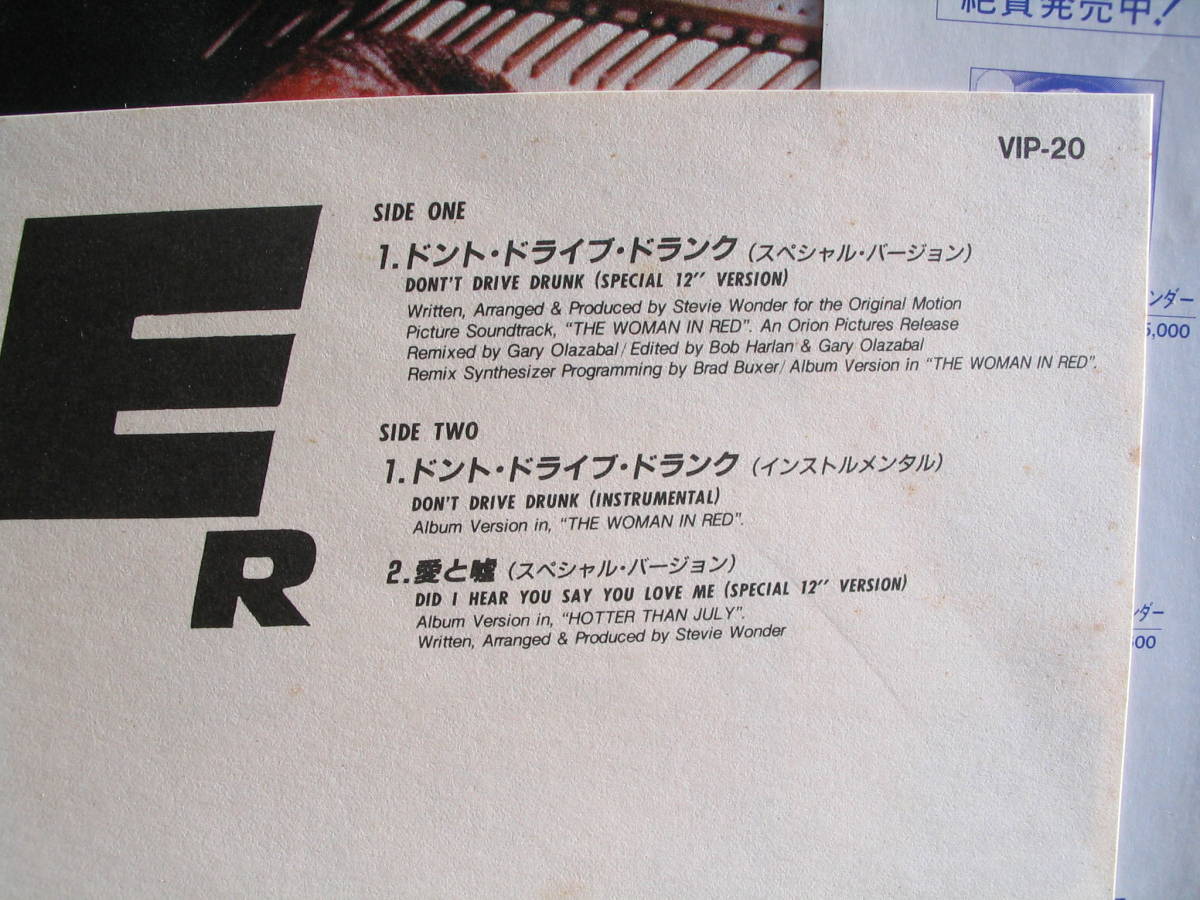 絶賛発売中!
VIP-20
E
R
SIDE ONE
1.ドント・ドライブ・ドランク(スペシャル・バージョン)
DONT'T DRIVE DRUNK (SPECIAL 12″ VERSION)
Written, Arranged & Produced by Stevie Wonder for the Original Motion
Picture Soundtrack, “THE WOMAN IN RED”. An Orion Pictures Release
Remixed by Gary Olazabal/Edited by Bob Harlan & Gary Olazabal
Remix Synthesizer Programming by Brad Buxer/Album Version in “THE WOMAN IN RED”.
SIDE TWO
1.ドント・ドライブ・ドランク(インストルメンタル)
DON'T DRIVE DRUNK (INSTRUMENTAL)
Album Version in, “THE WOMAN IN RED”.
2.愛と嘘(スペシャル・バージョン)
DID I HEAR YOU SAY YOU LOVE ME (SPECIAL 12″ VERSION)
Album Version in, “HOTTER THAN JULY”.
Written, Arranged & Produced by Stevie Wonder
ンダー
5,000
ダー
00